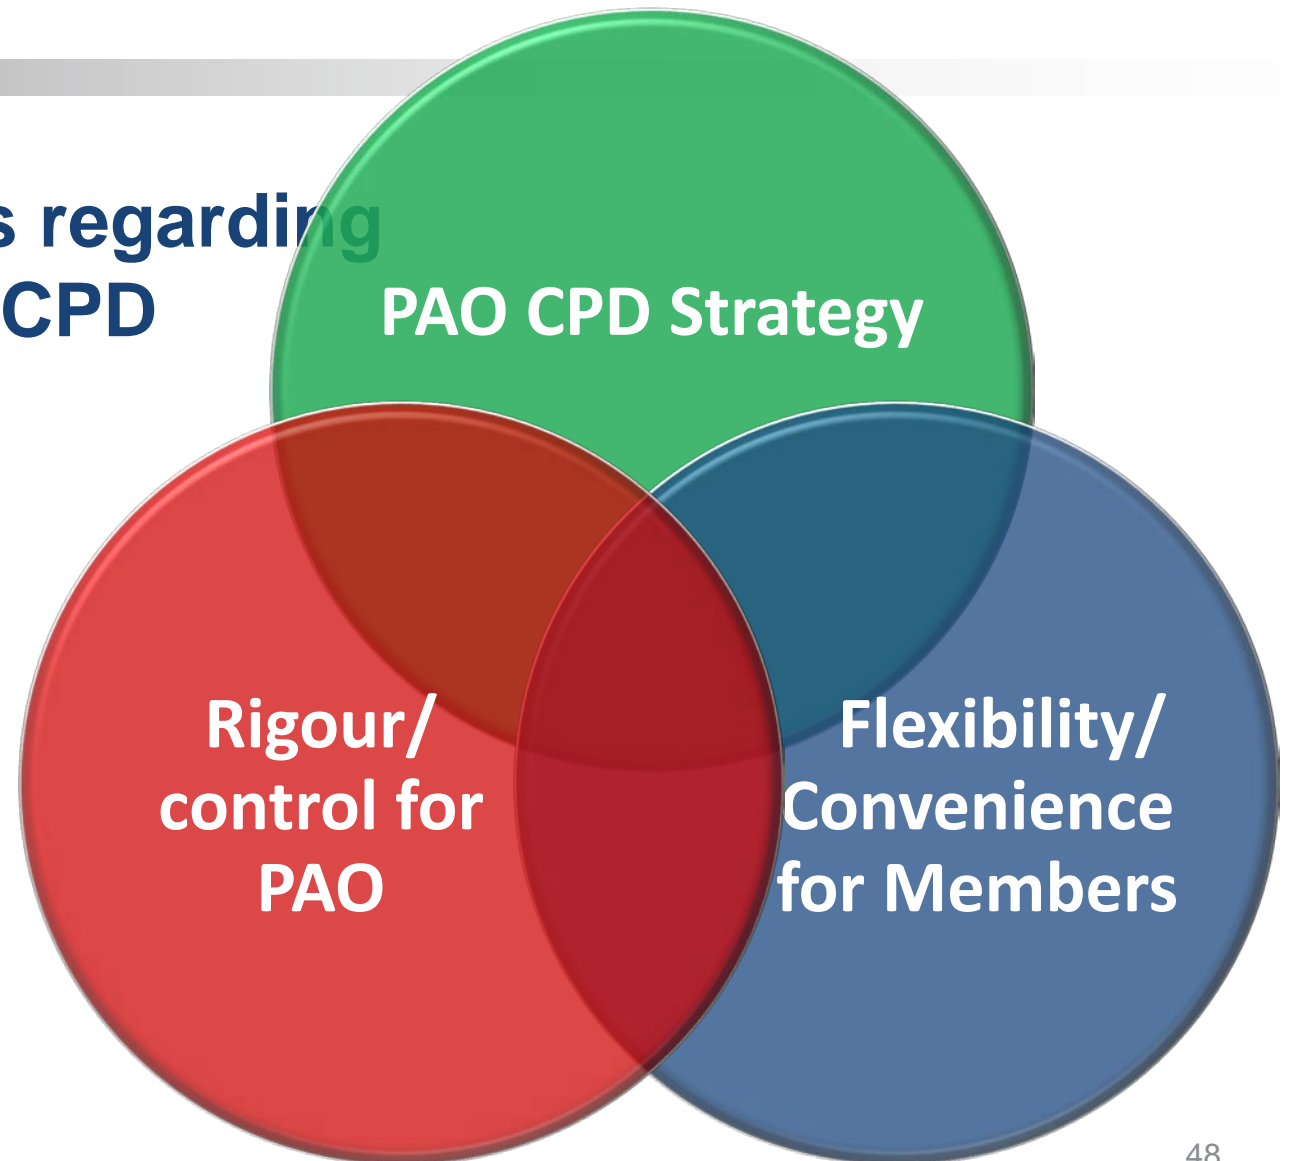 s regarding
CPD
PAO CPD Strategy
Rigour/
control for
PAO
Flexibility/
Convenience
for Members
48